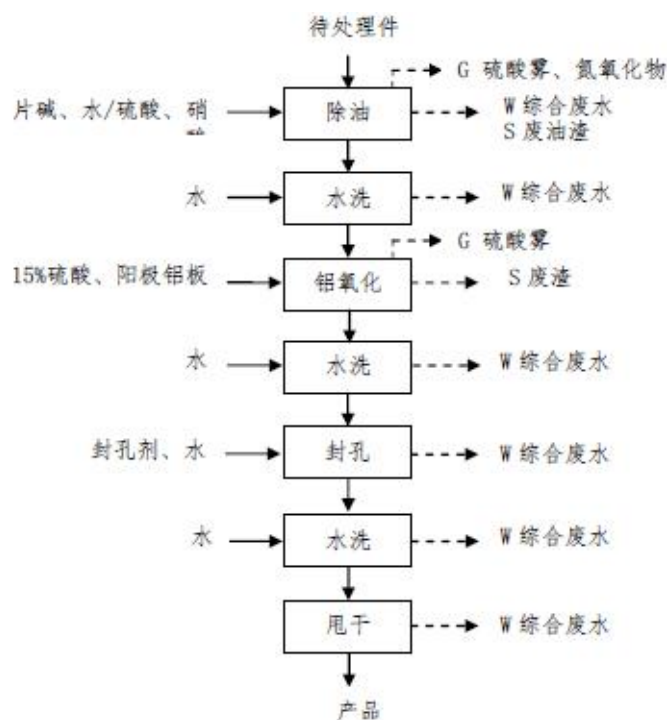 待处理件
G 硫酸雾、氮氧化物
片碱、水/硫酸、硝
除油
W 综合废水
S 废油渣
水
水洗
W 综合废水
G 硫酸雾
15%硫酸、阳极铝板
铝氧化
S 废渣
水
水洗
W 综合废水
封孔剂、水
封孔
W 综合废水
水
水洗
W 综合废水
甩干
W 综合废水
产品